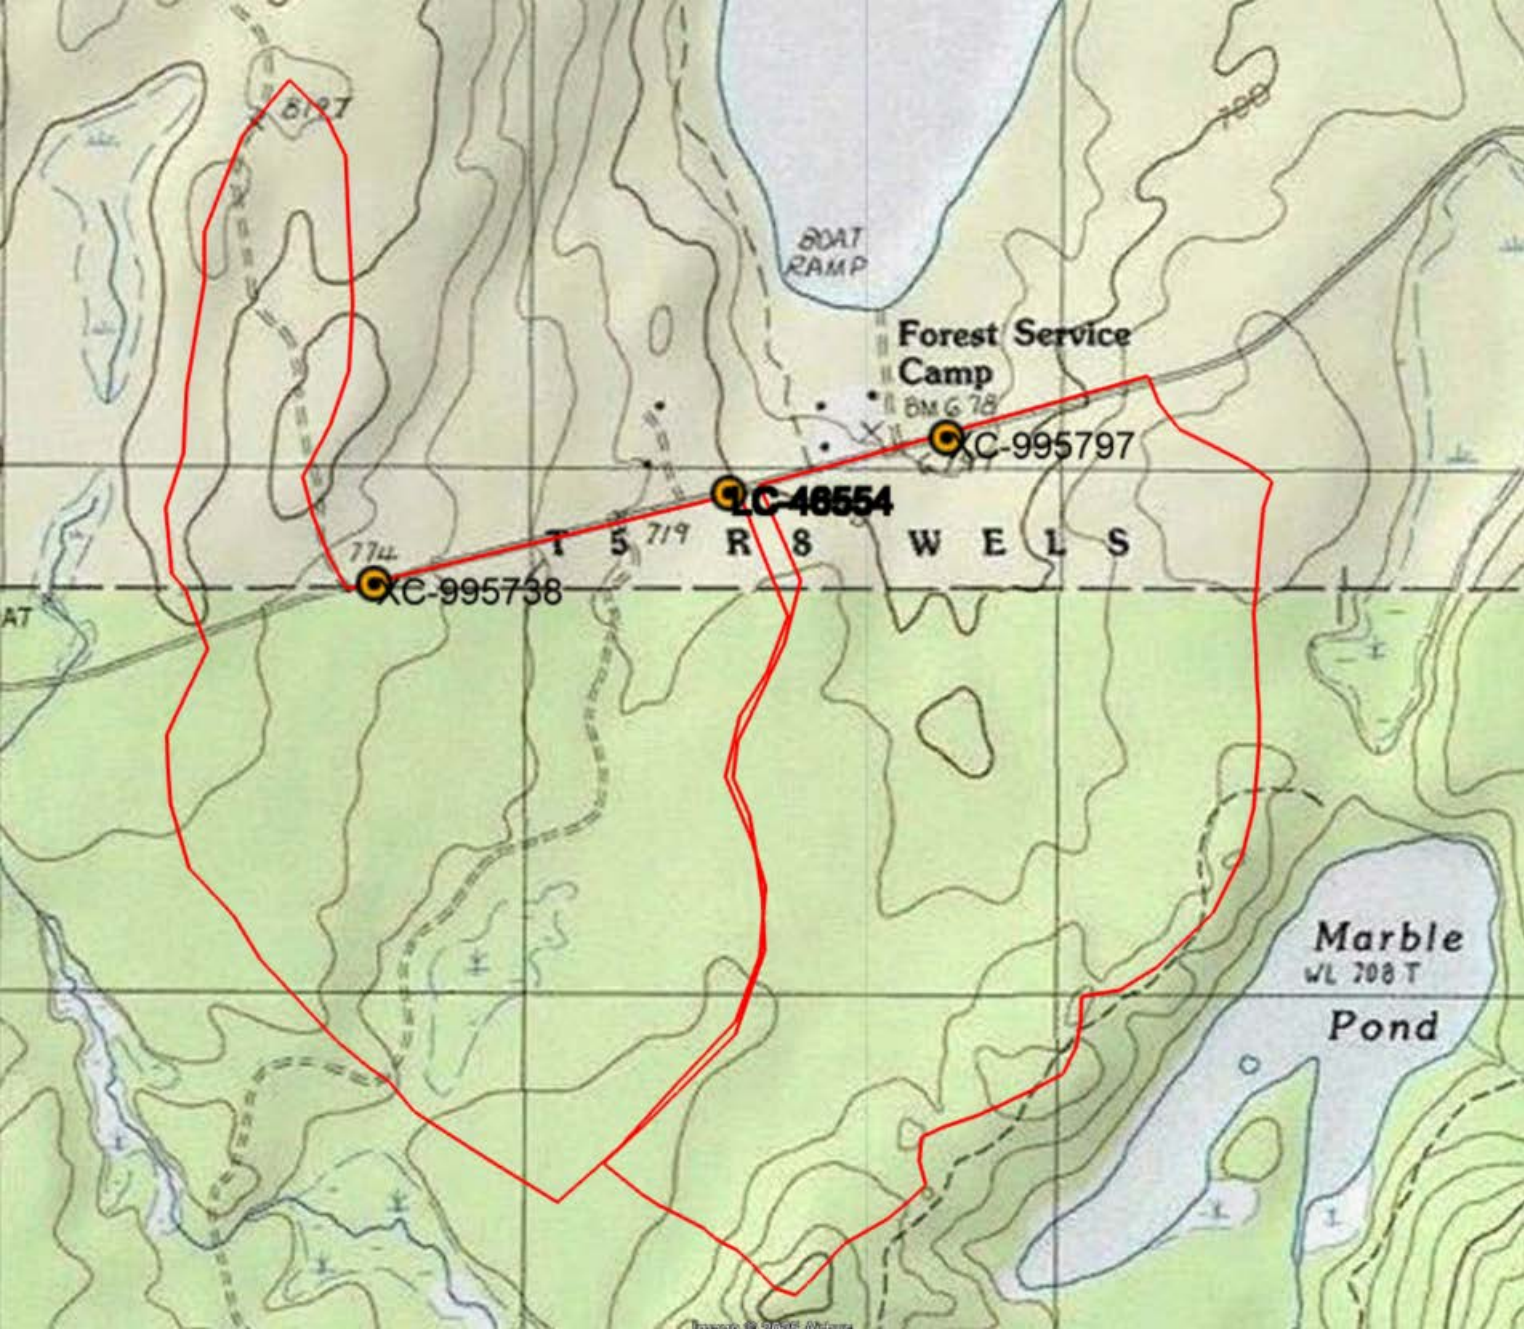 BOAT
RAMP
700
Forest Service
Camp
BM 678
XC-995797
LC-46554
T 5 R 8 W E L S
719
774
XC-995738
AT
Marble
WL 708 T
Pond